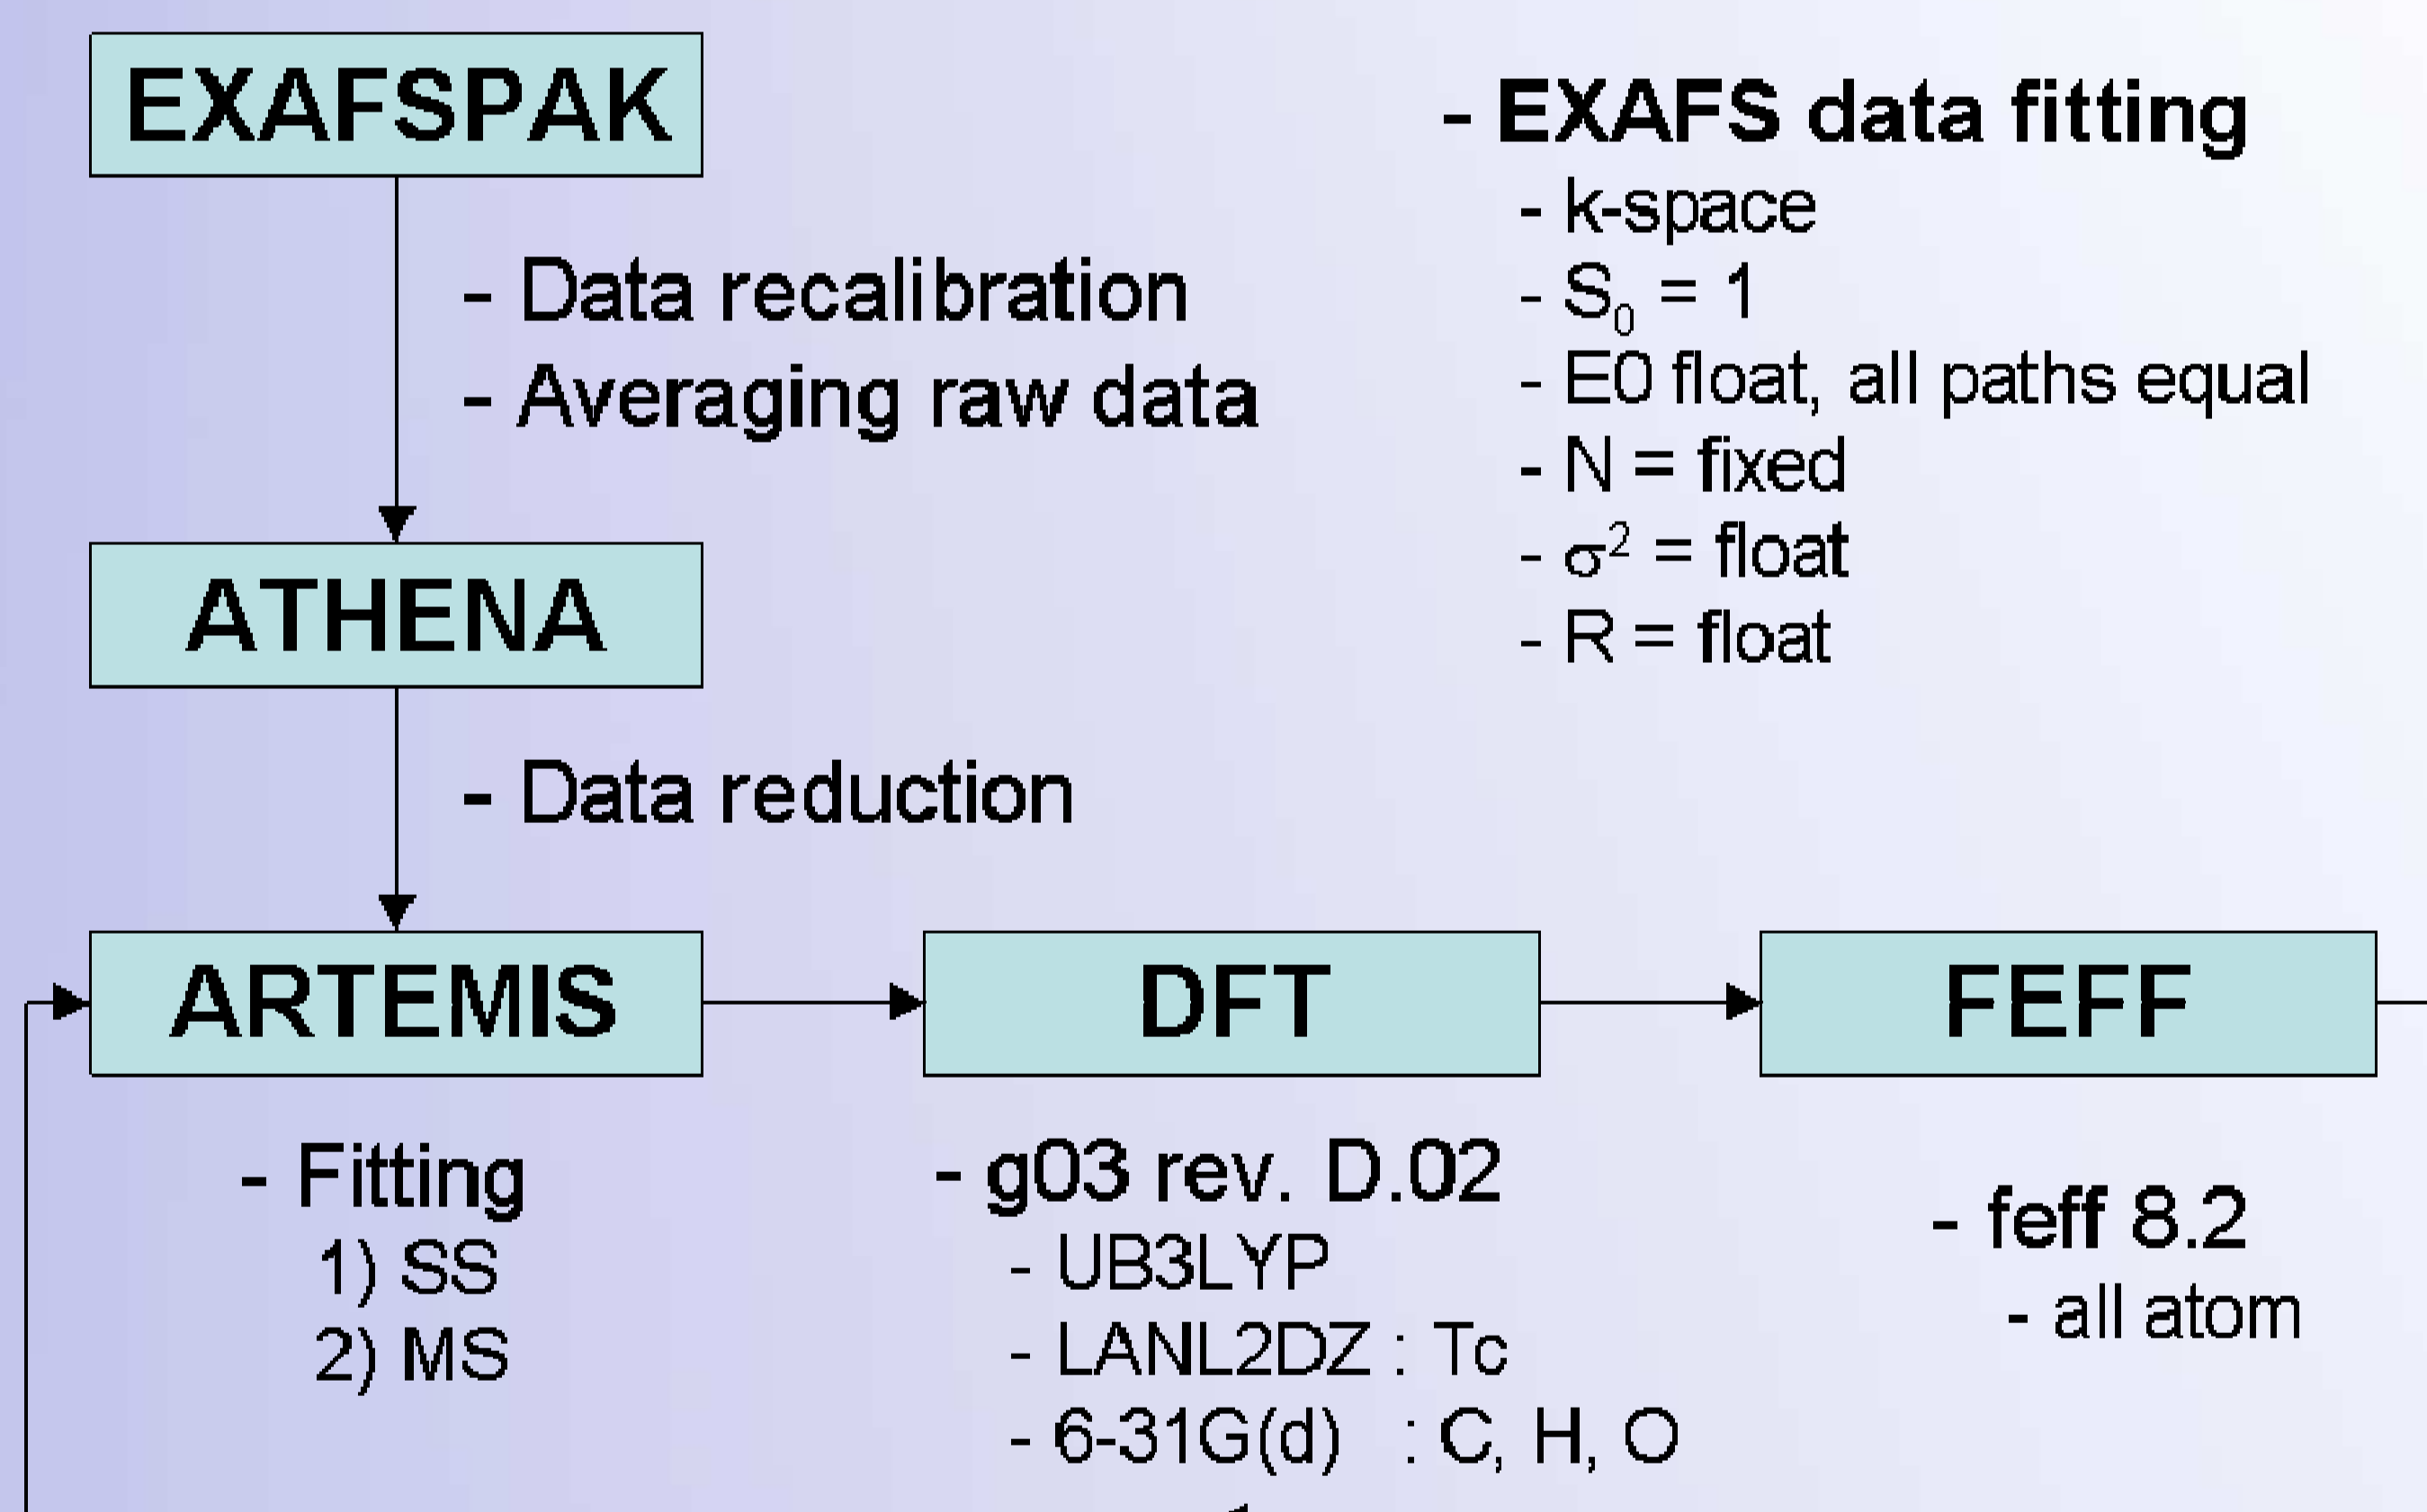 EXAFSPAK
- Data recalibration
- Averaging raw data
ATHENA
- Data reduction
ARTEMIS
- Fitting
1) SS
2) MS
DFT
- g03 rev. D.02
- UB3LYP
- LANL2DZ : Tc
- 6-31G(d) : C, H, O
FEFF
- feff 8.2
- all atom
- EXAFS data fitting
- k-space
- S₀ = 1
- E0 float, all paths equal
- N = fixed
- σ² = float
- R = float